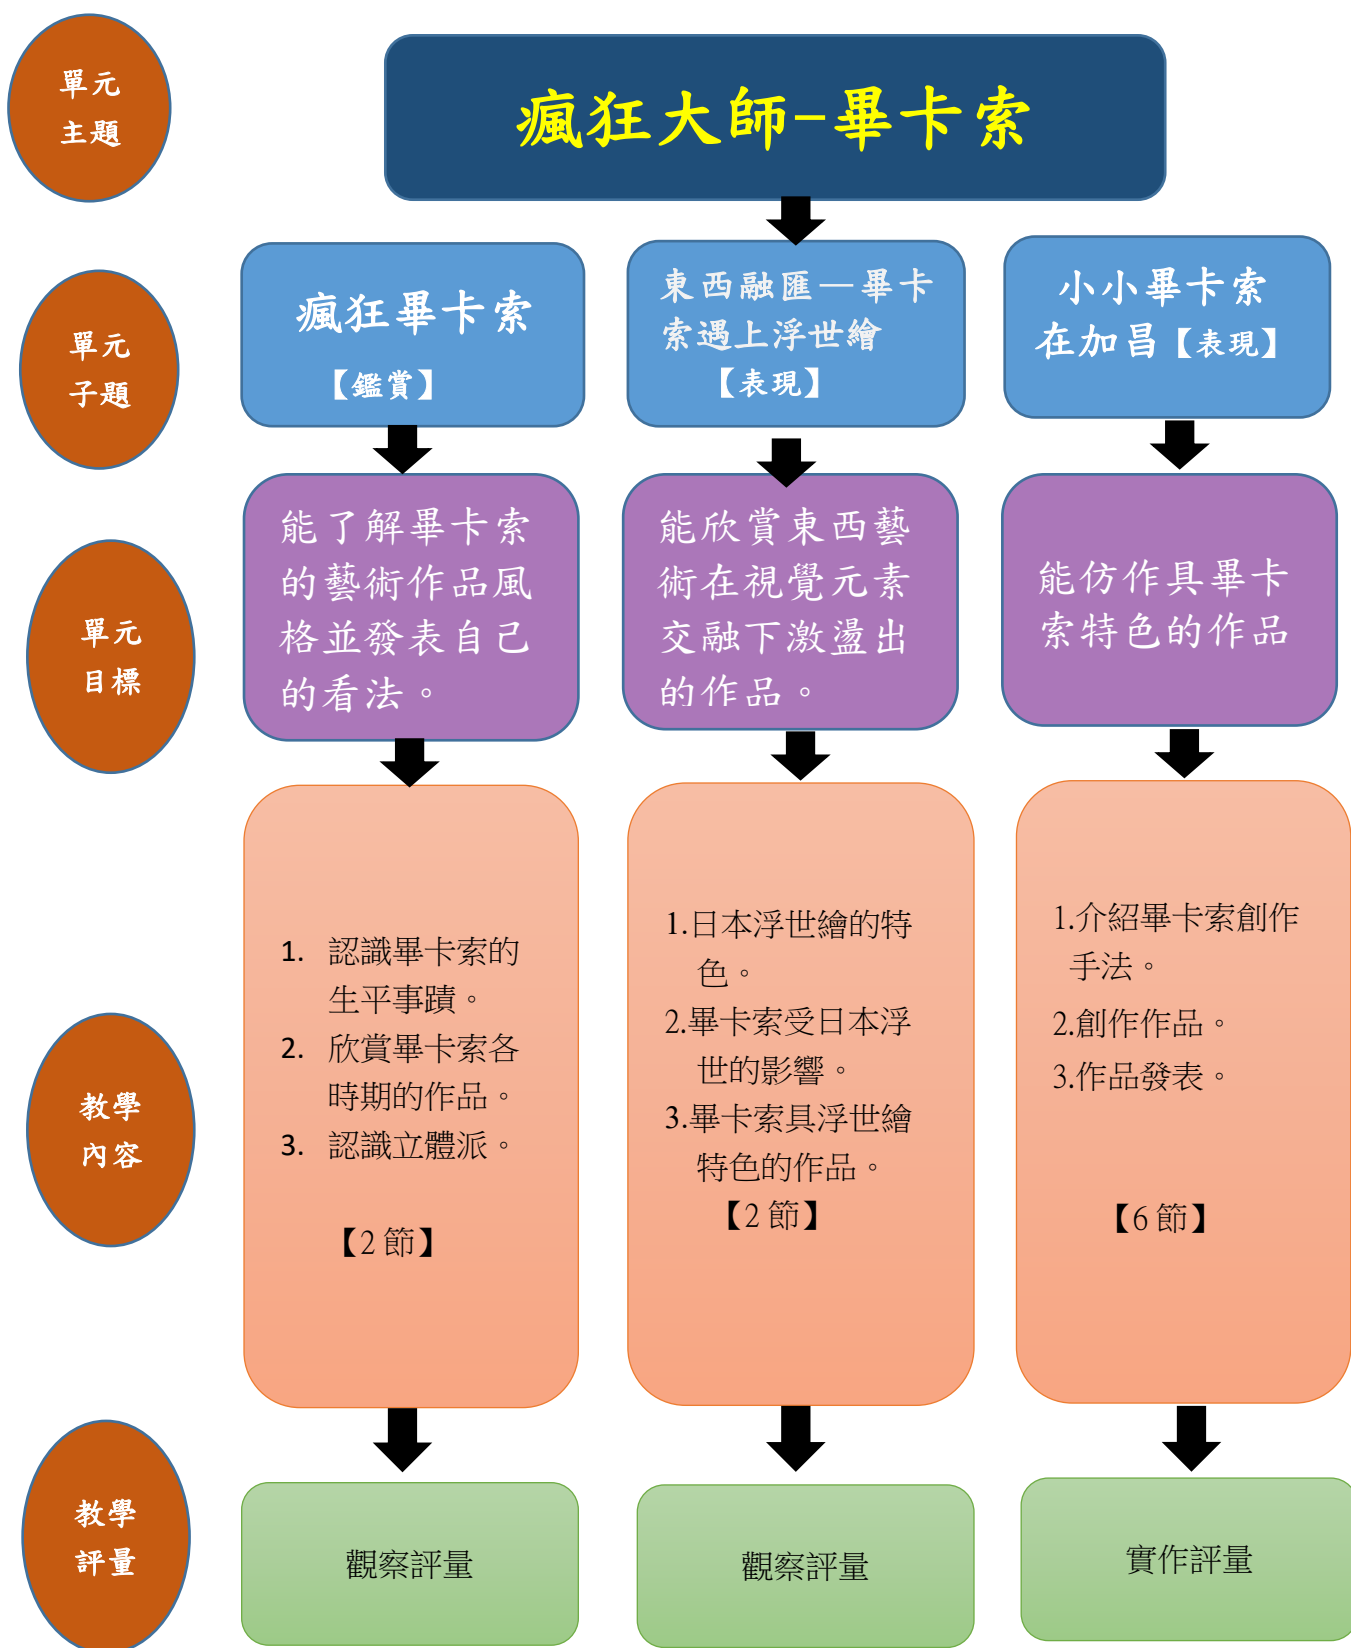 單元
主題
瘋狂大師-畢卡索
單元
子題
瘋狂畢卡索
【鑑賞】
東西融匯—畢卡
索遇上浮世繪
【表現】
小小畢卡索
在加昌【表現】
單元
目標
能了解畢卡索
的藝術作品風
格並發表自己
的看法。
能欣賞東西藝
術在視覺元素
交融下激盪出
的作品。
能仿作具畢卡
索特色的作品
教學
內容
1. 認識畢卡索的
生平事蹟。
2. 欣賞畢卡索各
時期的作品。
3. 認識立體派。
【2 節】
1.日本浮世繪的特
色。
2.畢卡索受日本浮
世的影響。
3.畢卡索具浮世繪
特色的作品。
【2 節】
1.介紹畢卡索創作
手法。
2.創作作品。
3.作品發表。
【6 節】
教學
評量
觀察評量
觀察評量
實作評量